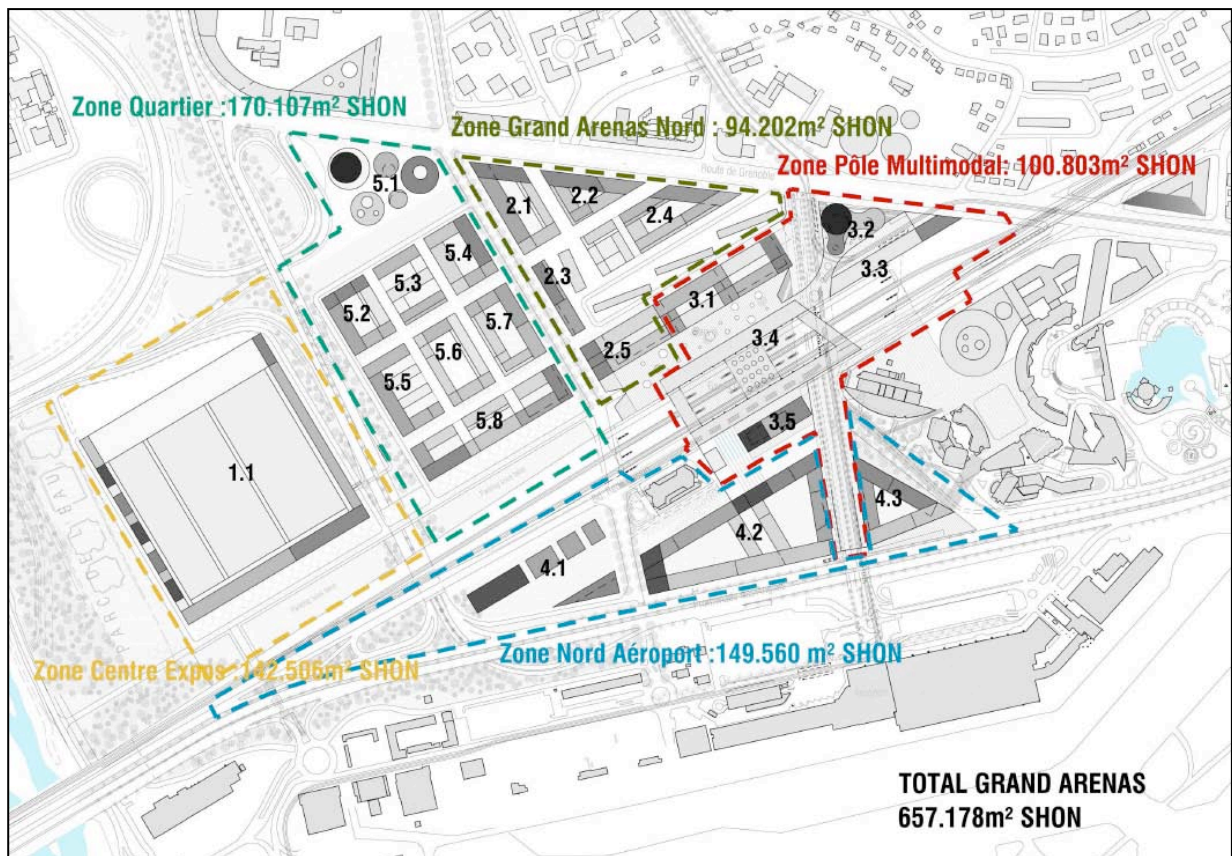 Zone Quartier :170.107m² SHON
Zone Grand Arenas Nord : 94.202m² SHON
Route de Grenoble
Zone Pôle Multimodal: 100.803m² SHON
5.1
2.1
2.2
2.4
3.2
5.4
5.3
2.3
3.3
5.2
3.1
5.7
3.4
5.6
2.5
5.5
5.8
3.5
1.1
4.3
4.2
4.1
Zone Nord Aéroport :149.560 m² SHON
Zone Centre Expos :142.506m² SHON
TOTAL GRAND ARENAS
657.178m² SHON